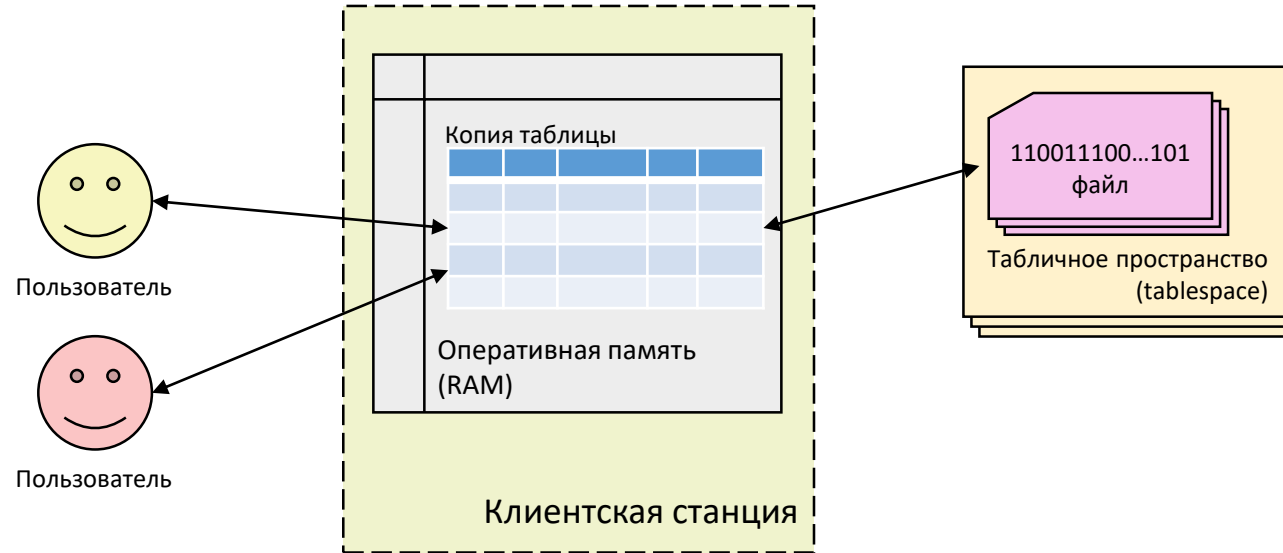 Копия таблицы
110011100...101
файл
Табличное пространство
(tablespace)
Пользователь
Оперативная память
(RAM)
Пользователь
Клиентская станция